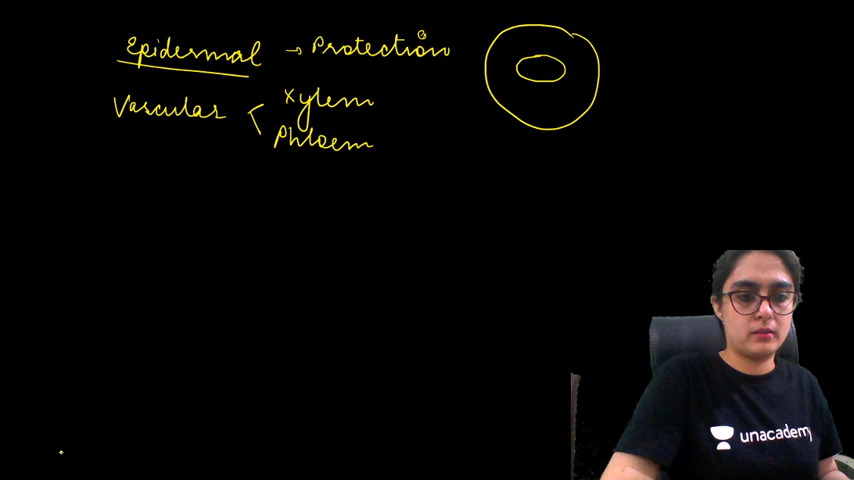 Epidermal → Protection
Vascular Xylem
Phloem
unacademy